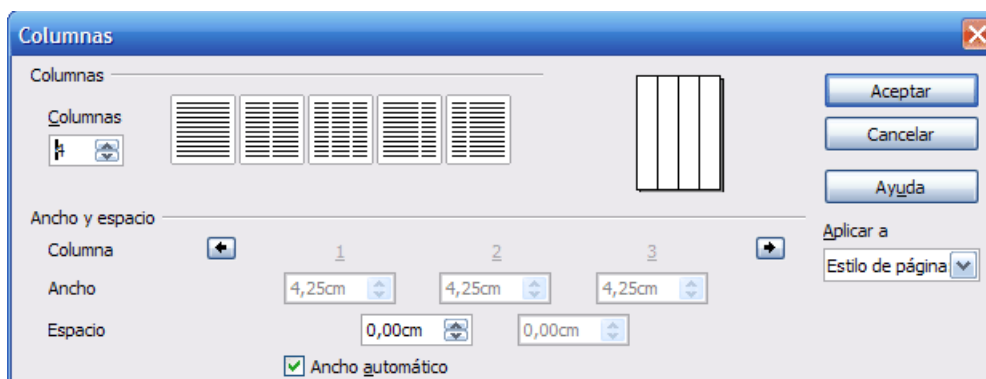 Columnas
Columnas
Columnas
4
Aceptar
Cancelar
Ayuda
Ancho y espacio
Columna 1 2 3
Aplicar a
Estilo de página
Ancho 4,25cm 4,25cm 4,25cm
Espacio 0,00cm 0,00cm
Ancho automático